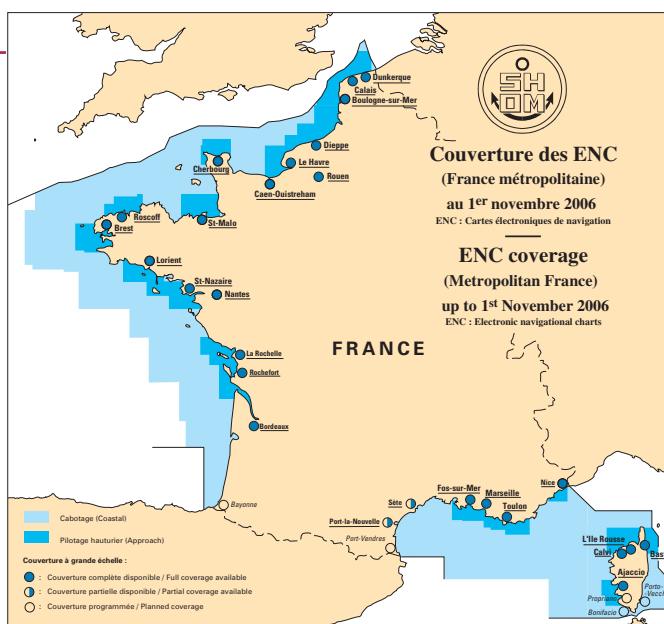 SH
OM
Couverture des ENC
(France métropolitaine)
au 1er novembre 2006
ENC : Cartes électroniques de navigation
ENC coverage
(Metropolitan France)
up to 1st November 2006
ENC : Electronic navigational charts
Dunkerque
Calais
Boulogne-sur-Mer
Dieppe
Le Havre
Rouen
Cherbourg
Caen-Ouistreham
Roscoff
St-Malo
Brest
Lorient
St-Nazaire
Nantes
FRANCE
La Rochelle
Rochefort
Bordeaux
Bayonne
Nice
Fos-sur-Mer
Marseille
Sète
Toulon
Port-la-Nouvelle
Port-Vendres
L'Ile Rousse
Calvi
Bast
Ajaccio
Propriano
Porto-
Vecch
Bonifacio
Cabotage (Coastal)
Pilotage hauturier (Approach)
Couverture à grande échelle :
: Couverture complète disponible / Full coverage available
: Couverture partielle disponible / Partial coverage available
: Couverture programmée / Planned coverage